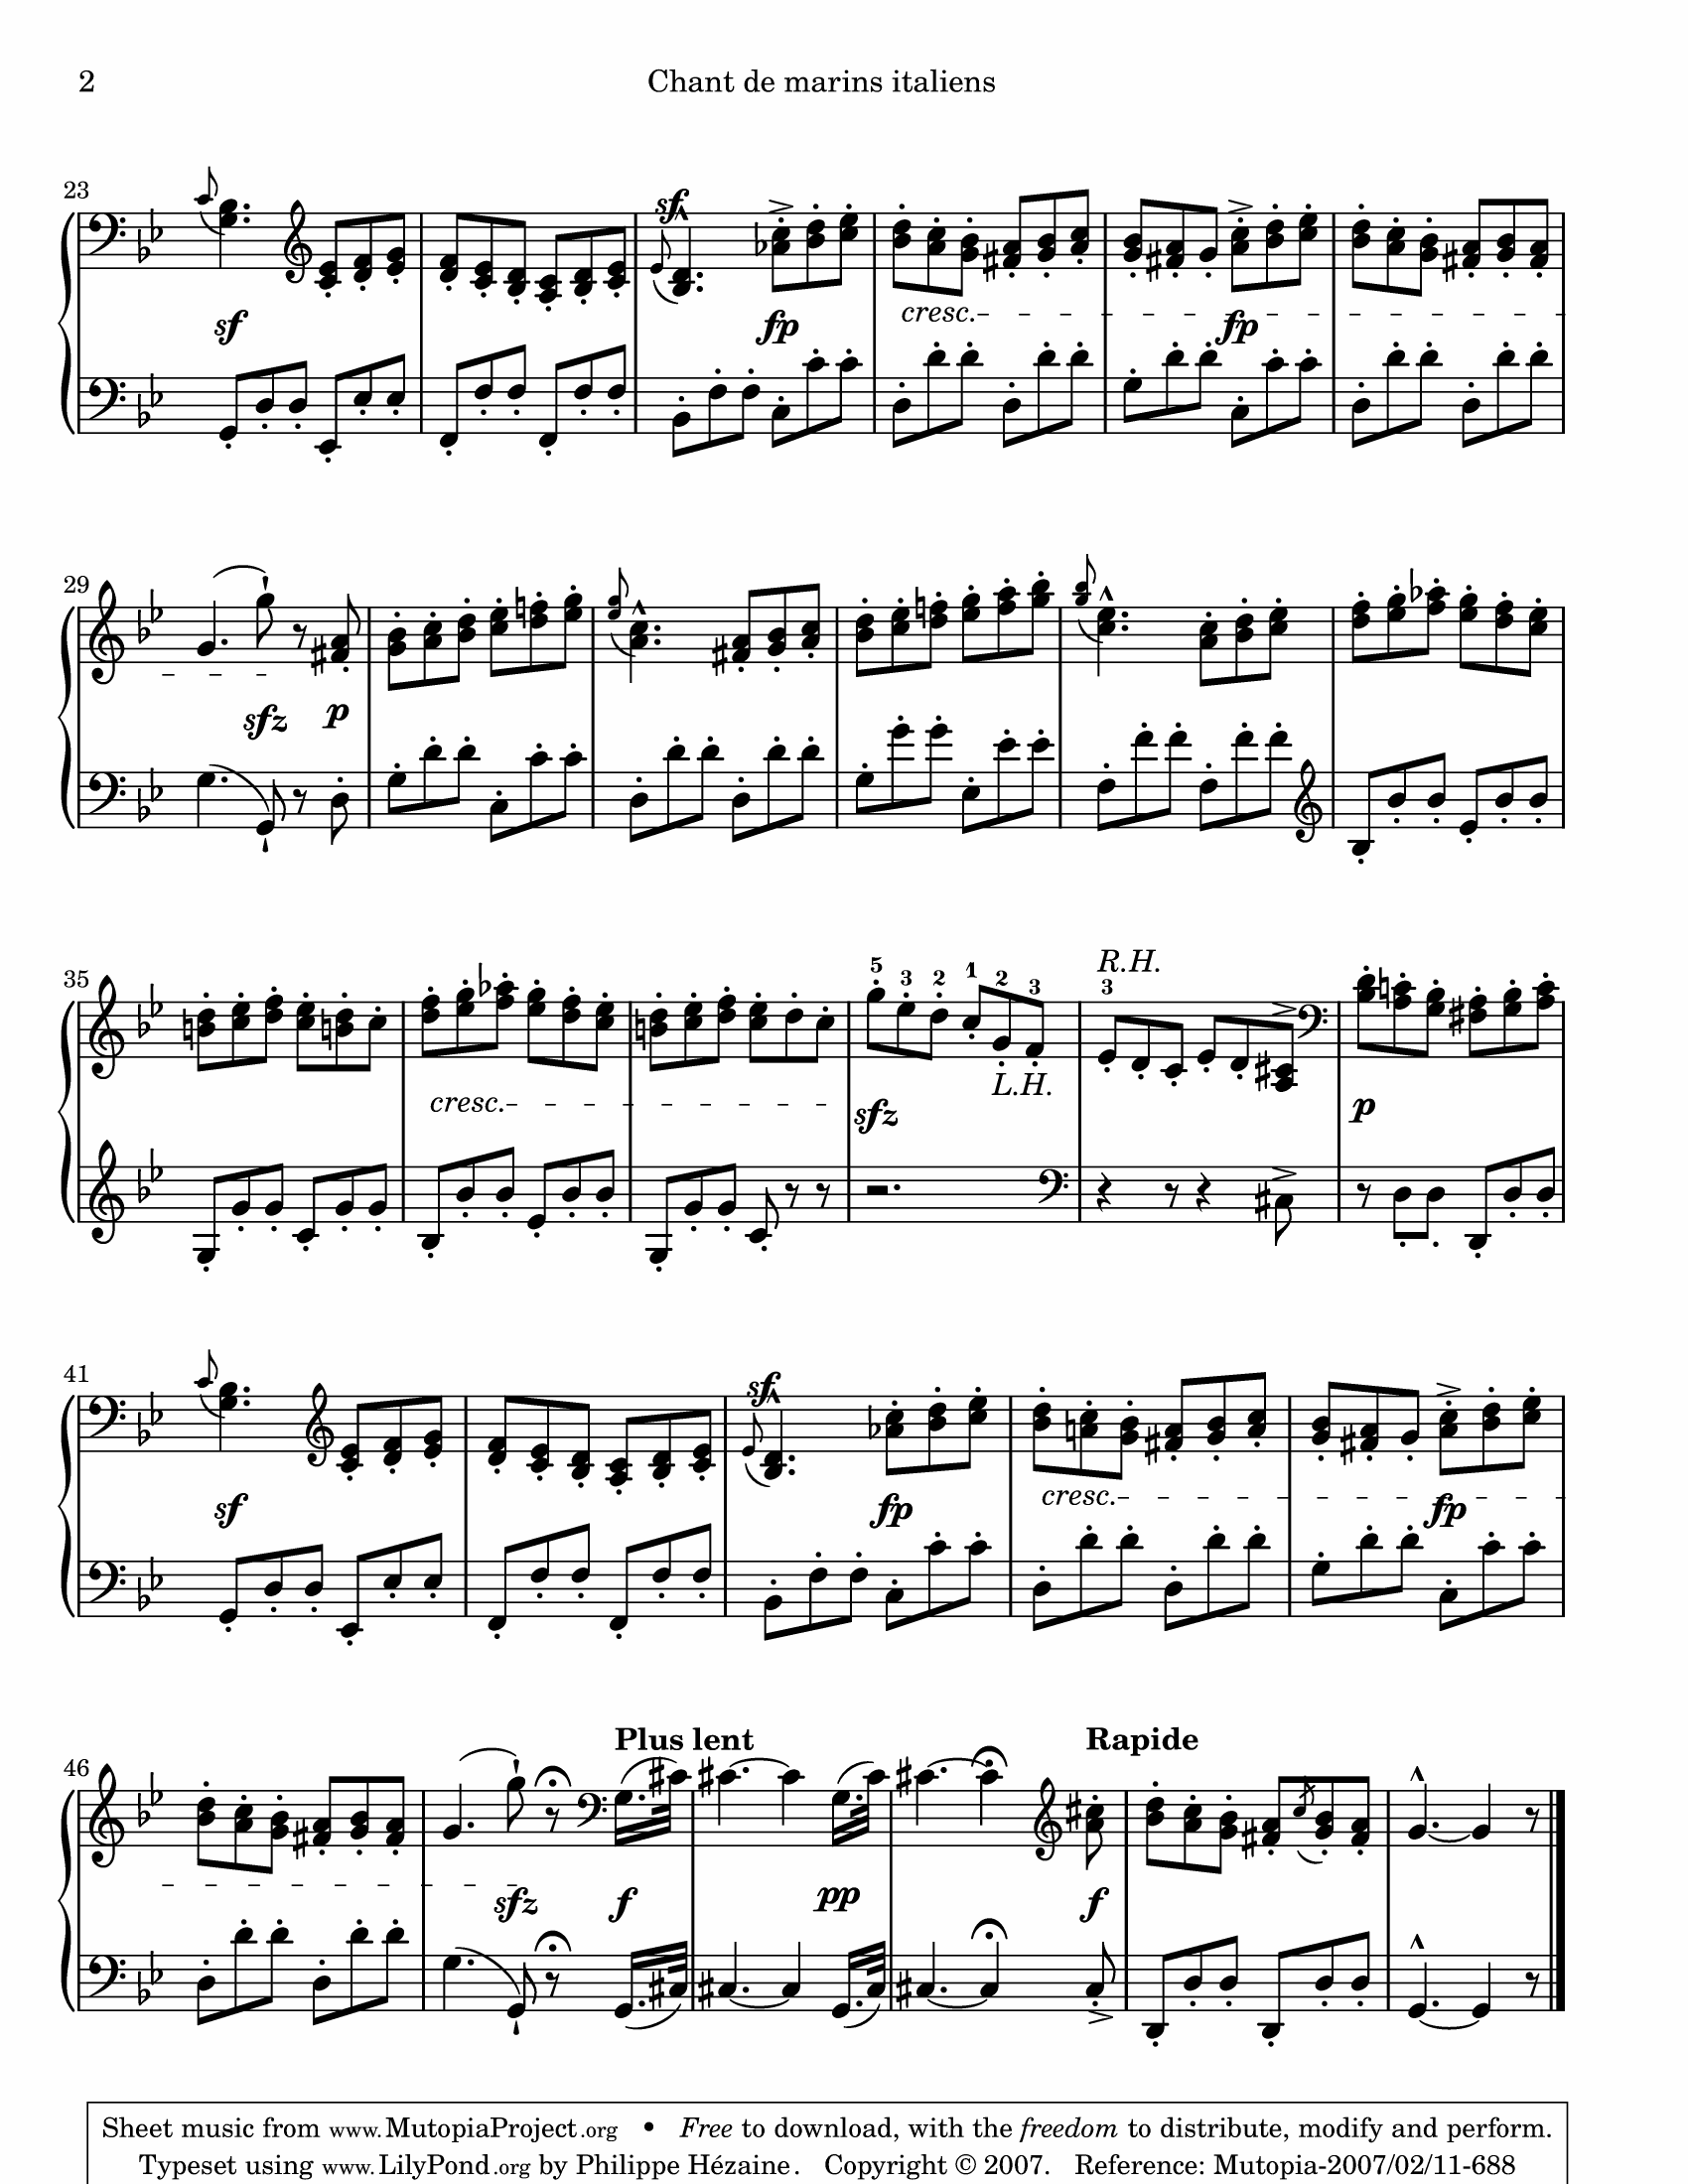 2 Chant de marins italiens
23
sf sf fp cresc. fp
29
sfz p
35
5 3 2 1 2 3 R.H. 3
cresc. sfz L.H. p
41
sf sf fp cresc. fp
Plus lent Rapide
46
sfz f pp f
Sheet music from www.MutopiaProject.org • Free to download, with the freedom to distribute, modify and perform.
Typeset using www.LilyPond.org by Philippe Hézaine. Copyright © 2007. Reference: Mutopia-2007/02/11-688